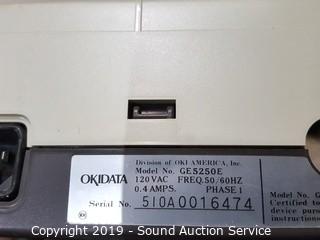 Division of OKI AMERICA, Inc.
OKIDATA
Model No. GE5250E
120VAC FREQ.50/60HZ
0.4 AMPS. PHASE 1
Serial No. 510A0016474
Model No. G
Certified to
device purs
instructions
Copyright 2019 - Sound Auction Service